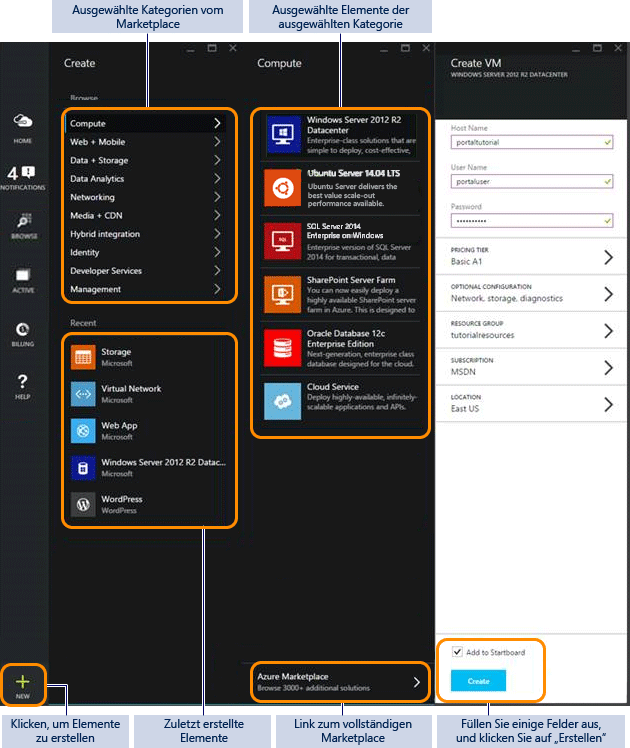 Ausgewählte Kategorien vom
Marketplace
Ausgewählte Elemente der
ausgewählten Kategorie
HOME
4
NOTIFICATIONS
BROWSE
ACTIVE
BILLING
HELP
NEW
Create
Browse
Compute
Web + Mobile
Data + Storage
Data Analytics
Networking
Media + CDN
Hybrid integration
Identity
Developer Services
Management
Recent
Storage
Microsoft
Virtual Network
Microsoft
Web App
Microsoft
Windows Server 2012 R2 Datac...
Microsoft
WordPress
WordPress
Compute
Windows Server 2012 R2
Datacenter
Enterprise-class solutions that are
simple to deploy, cost-effective,
Ubuntu Server 14.04 LTS
Ubuntu Server delivers the
best value scale-out
performance available.
SQL Server 2014
Enterprise on Windows
Enterprise version of SQL Server
2014 for transactional, data
SharePoint Server Farm
You can now easily deploy a
highly available SharePoint server
farm in Azure. This is designed to
Oracle Database 12c
Enterprise Edition
Next-generation, enterprise class
database designed for the cloud.
Cloud Service
Deploy highly-available, infinitely-
scalable applications and APIs.
Azure Marketplace
Browse 3000+ additional solutions
Create VM
WINDOWS SERVER 2012 R2 DATACENTER
Host Name
portaltutorial
User Name
portaluser
Password
••••••••••
PRICING TIER
Basic A1
OPTIONAL CONFIGURATION
Network, storage, diagnostics
RESOURCE GROUP
tutorialresources
SUBSCRIPTION
MSDN
LOCATION
East US
Add to Startboard
Create
Klicken, um Elemente
zu erstellen
Zuletzt erstellte
Elemente
Link zum vollständigen
Marketplace
Füllen Sie einige Felder aus,
und klicken Sie auf „Erstellen“